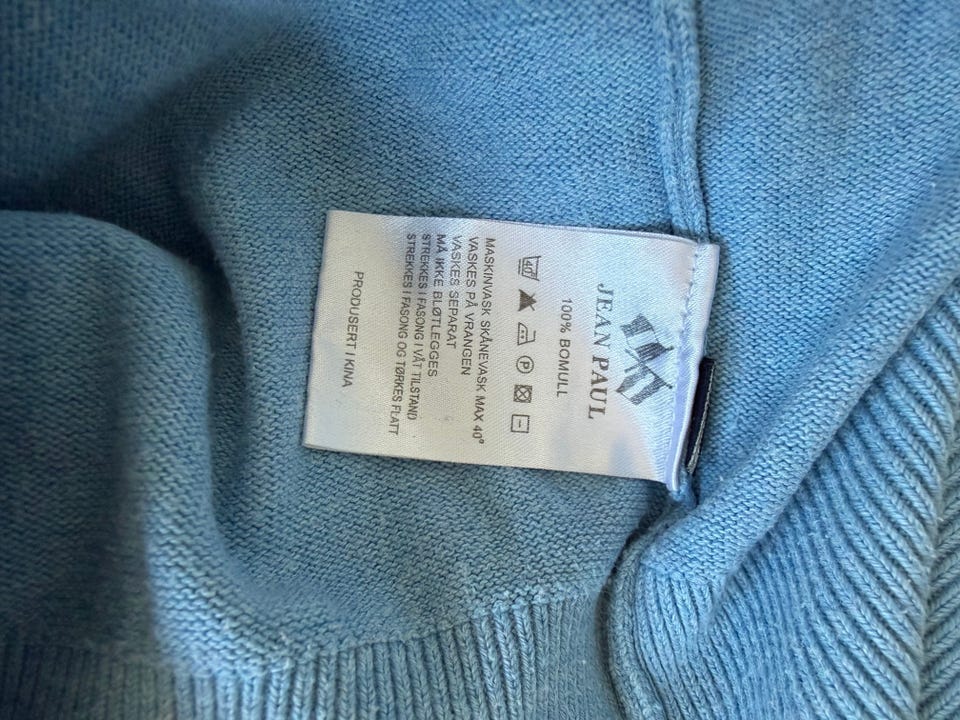 JEAN PAUL
100% BOMULL
40
P
MASKINVASK SKÅNEVASK MAX 40°
VASKES PÅ VRANGEN
VASKES SEPARAT
MÅ IKKE BLØTLEGGES
STREKKES I FASONG I VÅT TILSTAND
STREKKES I FASONG OG TØRKES FLATT
PRODUSERT I KINA